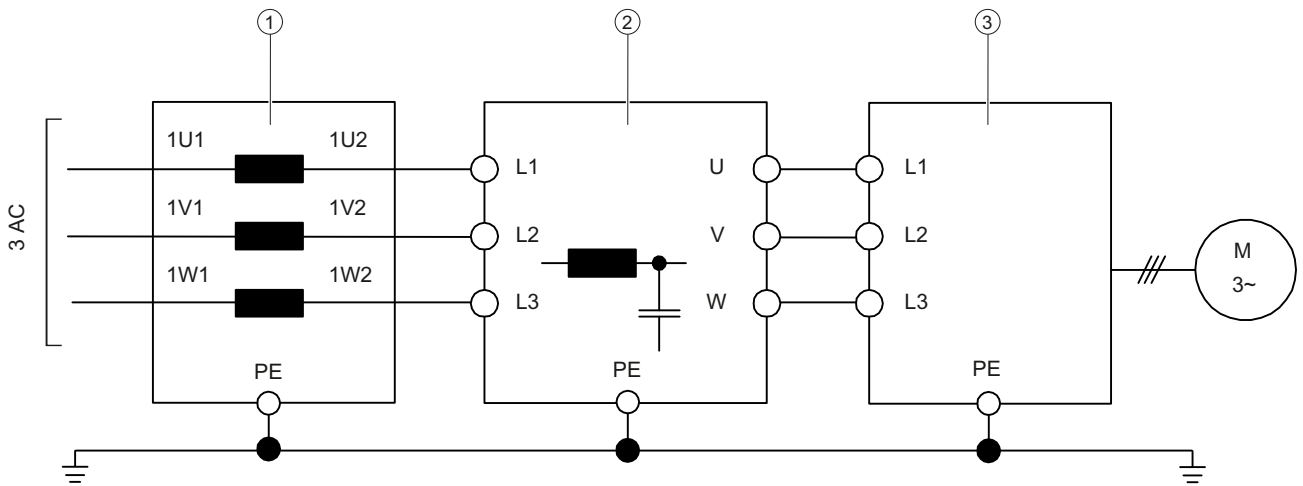 ① ② ③
3 AC
1U1 1U2 L1 U L1
1V1 1V2 L2 V L2
1W1 1W2 L3 W L3
M
3~
PE PE PE